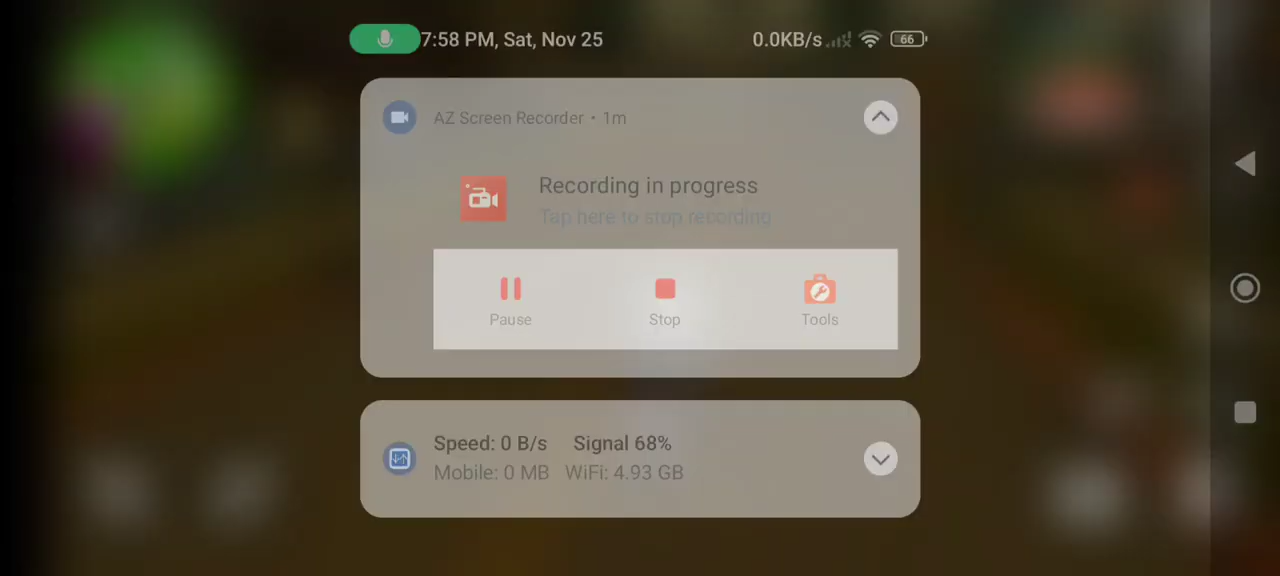 7:58 PM, Sat, Nov 25 0.0KB/s 66
AZ Screen Recorder • 1m
Recording in progress
Tap here to stop recording
Pause Stop Tools
Speed: 0 B/s Signal 68%
Mobile: 0 MB WiFi: 4.93 GB